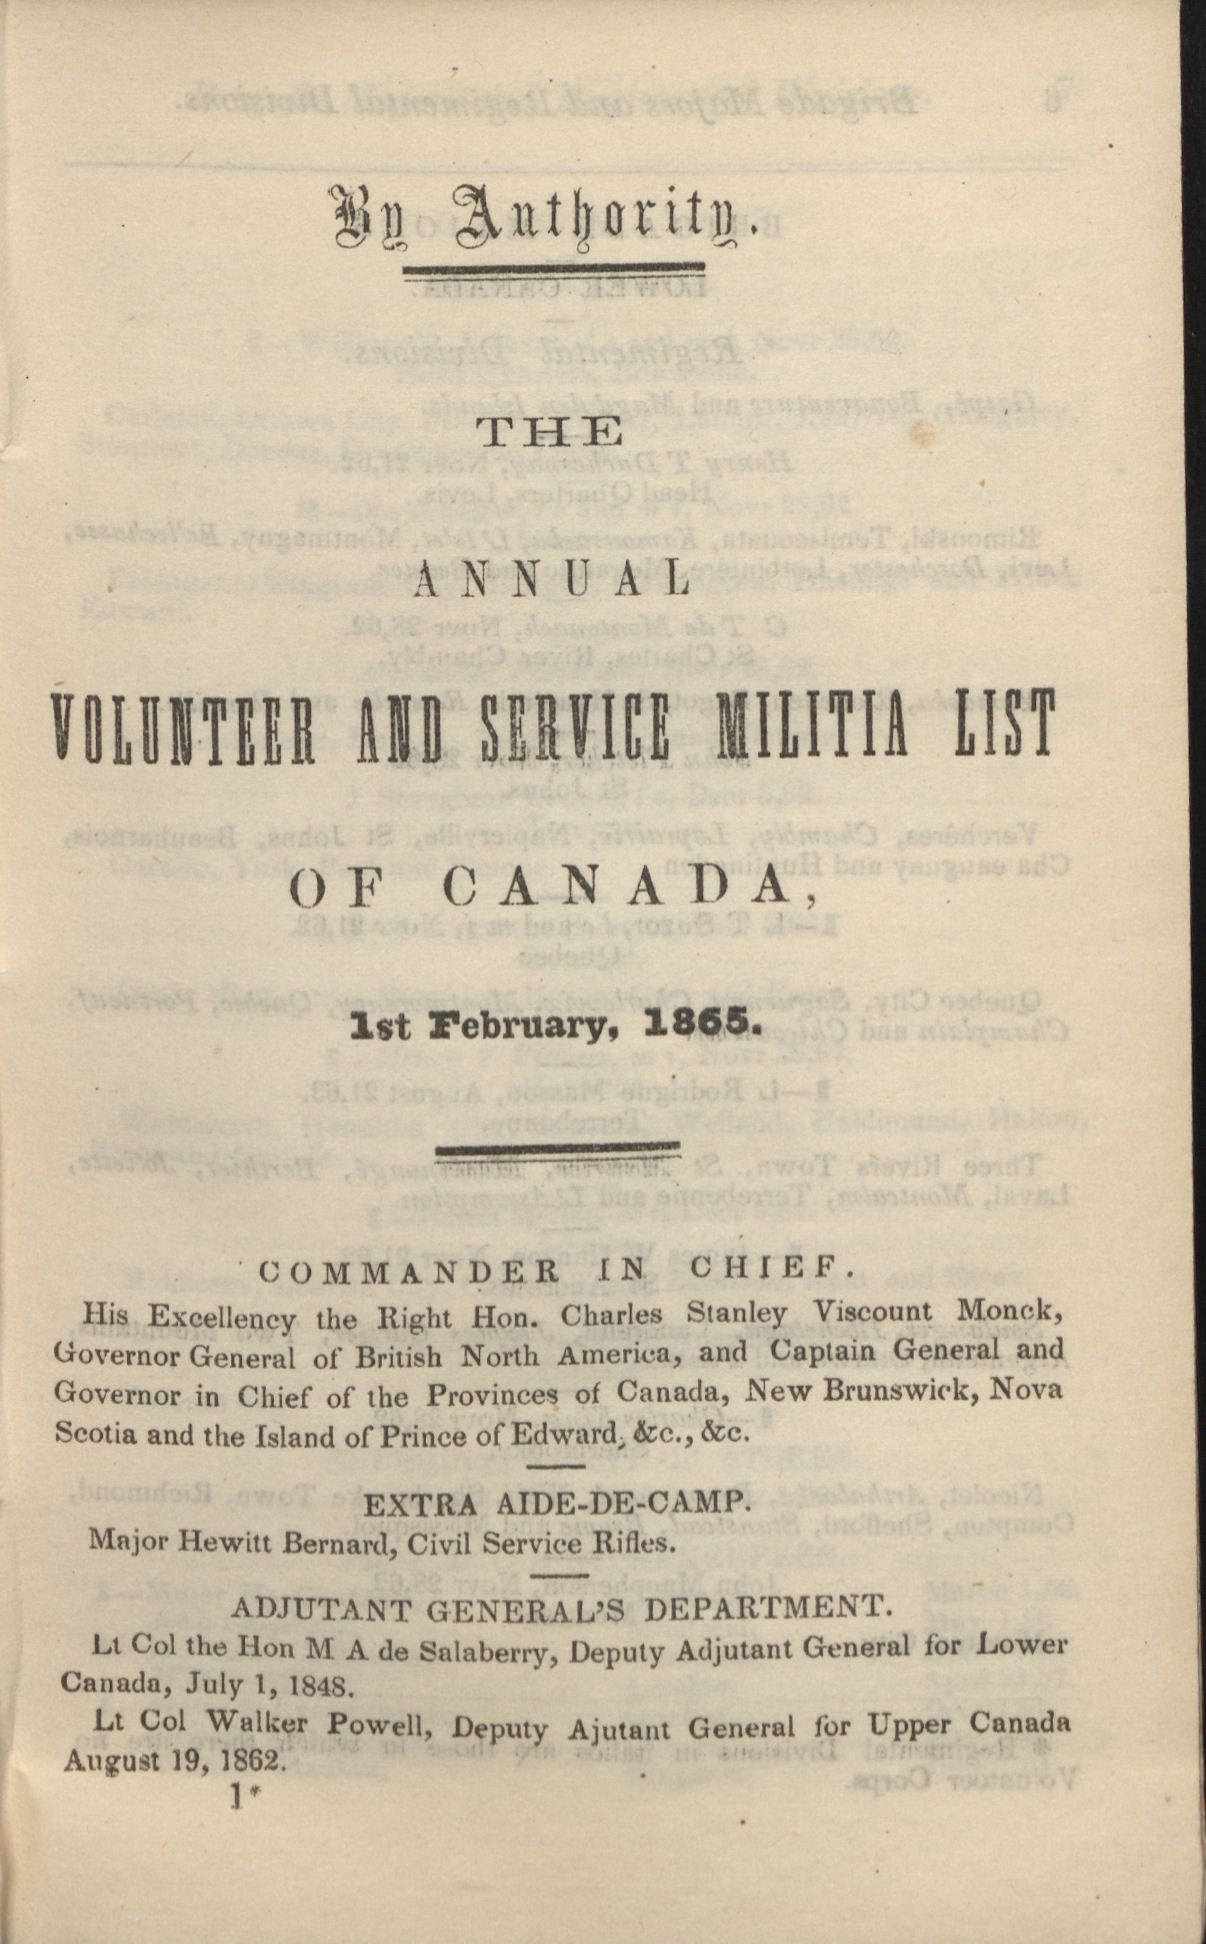 By Authority.
THE
ANNUAL
VOLUNTEER AND SERVICE MILITIA LIST
OF CANADA,
1st February, 1865.
COMMANDER IN CHIEF.
His Excellency the Right Hon. Charles Stanley Viscount Monck,
Governor General of British North America, and Captain General and
Governor in Chief of the Provinces of Canada, New Brunswick, Nova
Scotia and the Island of Prince of Edward, &c., &c.
EXTRA AIDE-DE-CAMP.
Major Hewitt Bernard, Civil Service Rifles.
ADJUTANT GENERAL'S DEPARTMENT.
Lt Col the Hon M A de Salaberry, Deputy Adjutant General for Lower
Canada, July 1, 1848.
Lt Col Walker Powell, Deputy Ajutant General for Upper Canada
August 19, 1862.
1*